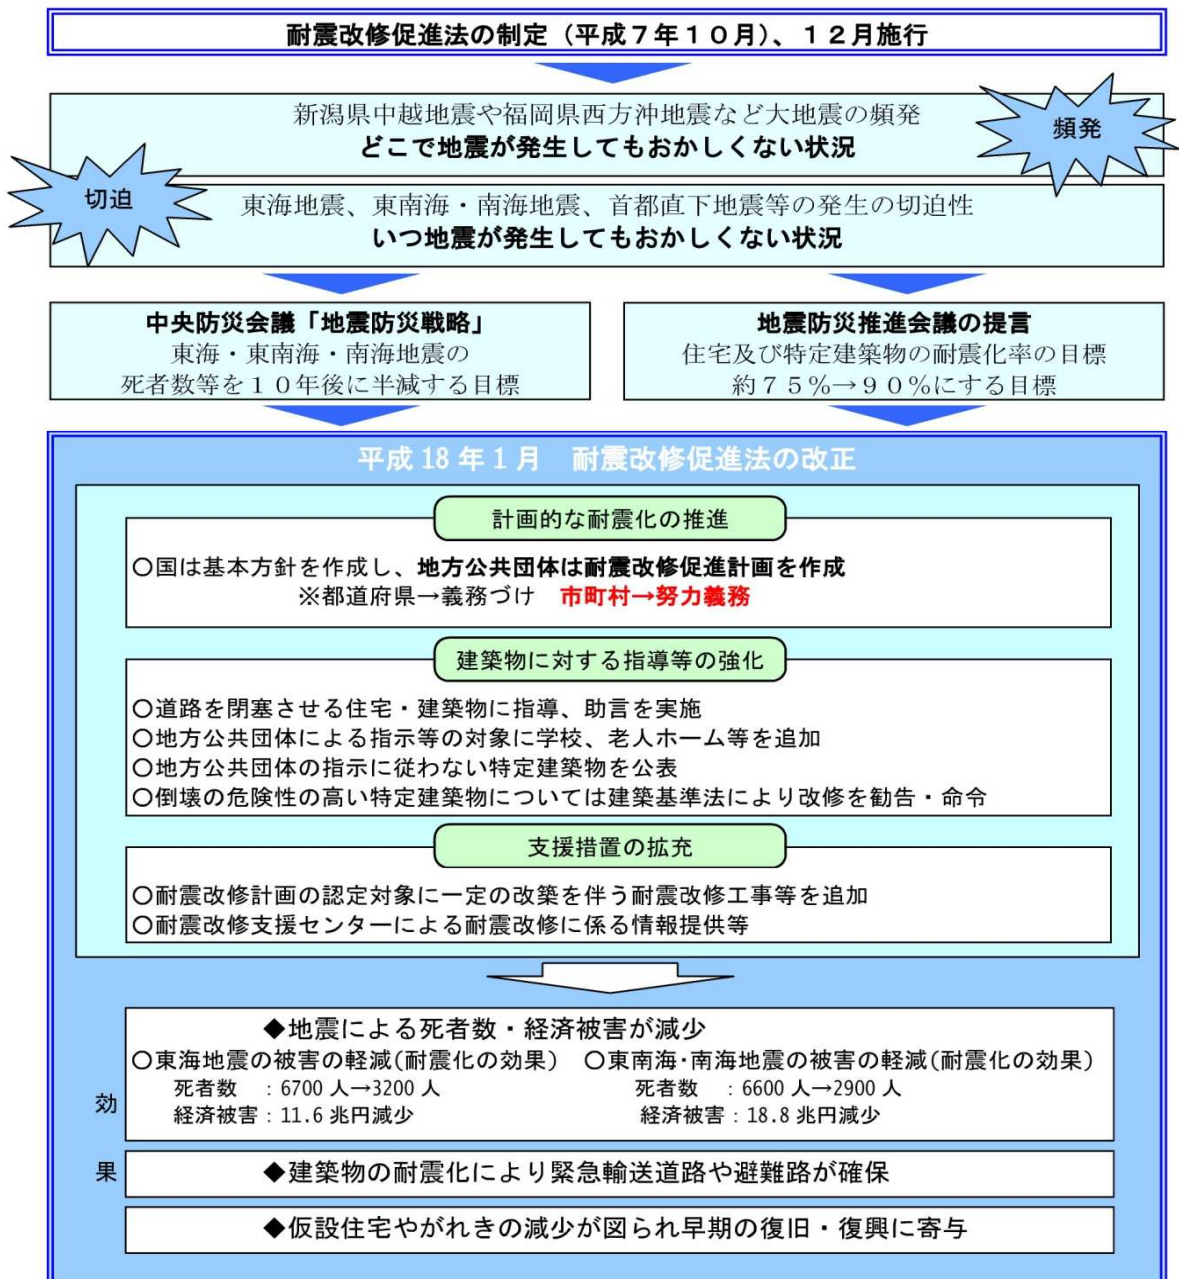 耐震改修促進法の制定（平成７年１０月）、１２月施行
新潟県中越地震や福岡県西方沖地震など大地震の頻発
どこで地震が発生してもおかしくない状況
頻発
切迫
東海地震、東南海・南海地震、首都直下地震等の発生の切迫性
いつ地震が発生してもおかしくない状況
中央防災会議「地震防災戦略」
東海・東南海・南海地震の
死者数等を１０年後に半減する目標
地震防災推進会議の提言
住宅及び特定建築物の耐震化率の目標
約７５％→９０％にする目標
平成 18 年 1 月　耐震改修促進法の改正
計画的な耐震化の推進
○国は基本方針を作成し、地方公共団体は耐震改修促進計画を作成
※都道府県→義務づけ　市町村→努力義務
建築物に対する指導等の強化
○道路を閉塞させる住宅・建築物に指導、助言を実施
○地方公共団体による指示等の対象に学校、老人ホーム等を追加
○地方公共団体の指示に従わない特定建築物を公表
○倒壊の危険性の高い特定建築物については建築基準法により改修を勧告・命令
支援措置の拡充
○耐震改修計画の認定対象に一定の改築を伴う耐震改修工事等を追加
○耐震改修支援センターによる耐震改修に係る情報提供等
効果
◆地震による死者数・経済被害が減少
○東海地震の被害の軽減(耐震化の効果)
死者数　：6700 人→3200 人
経済被害：11.6 兆円減少
○東南海･南海地震の被害の軽減(耐震化の効果)
死者数　：6600 人→2900 人
経済被害：18.8 兆円減少
◆建築物の耐震化により緊急輸送道路や避難路が確保
◆仮設住宅やがれきの減少が図られ早期の復旧・復興に寄与